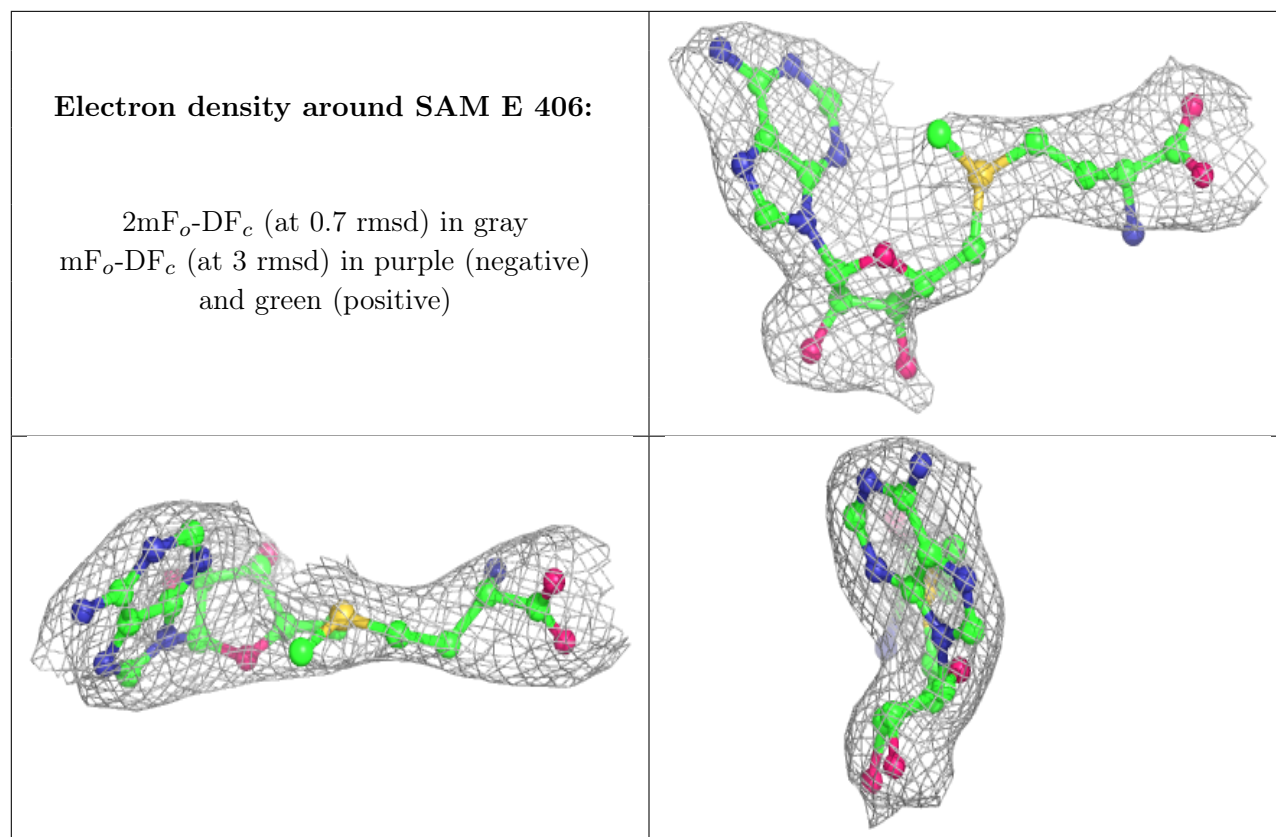 Electron density around SAM E 406:
2mFo-DFc (at 0.7 rmsd) in gray
mFo-DFc (at 3 rmsd) in purple (negative)
and green (positive)